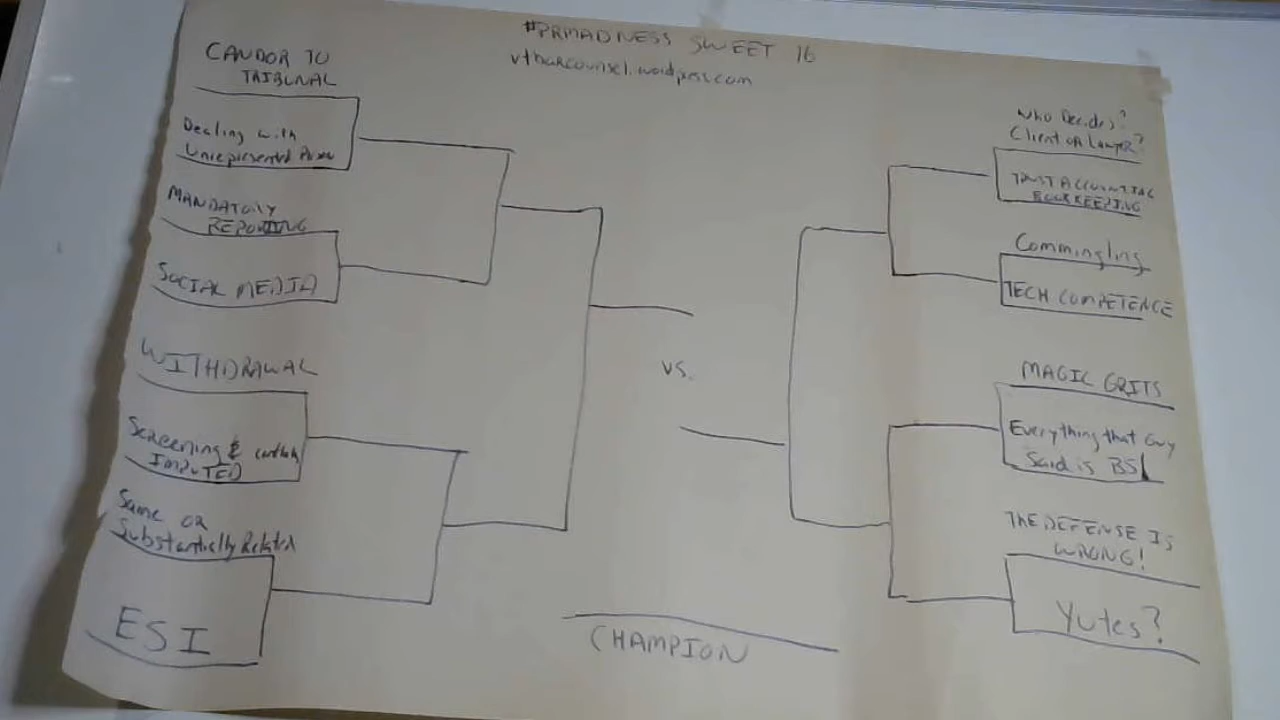 #PRMADNESS SWEET 16
vtbarcounsel.wordpress.com
CANDOR TO
TRIBUNAL
Dealing with
Unrepresented
MANDATORY
REPORTING
SOCIAL MEDIA
WITHDRAWAL
Screening &
IMPUTED
Same or
Substantially Related
ESI
VS.
CHAMPION
Who Decides?
Client or Lawyer?
TRUST ACCOUNTING
BOOKKEEPING
Commingling
TECH COMPETENCE
MAGIC GRITS
Everything that Guy
Said is BS
THE DEFENSE IS
WRONG!
Yutes?